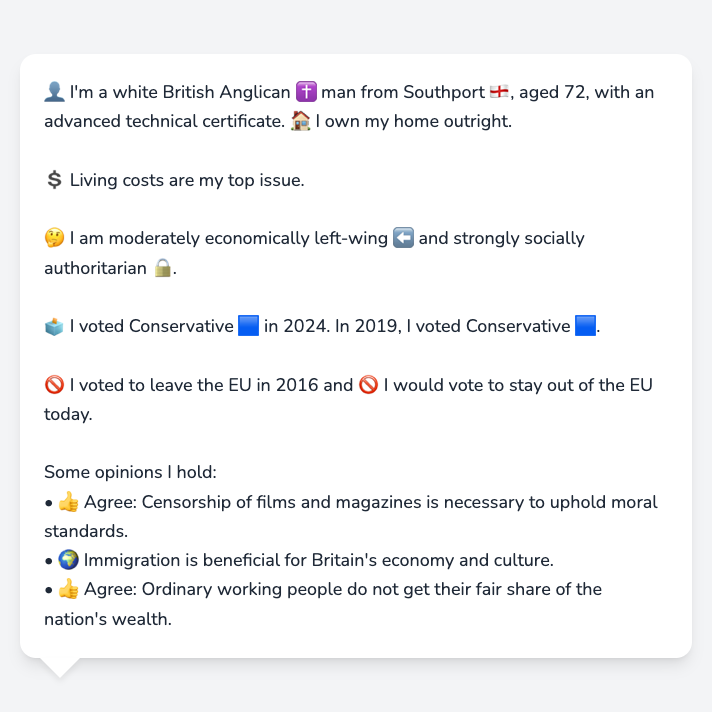 👤 I'm a white British Anglican ✝️ man from Southport 🏴󠁧󠁢󠁥󠁮󠁧󠁿, aged 72, with an
advanced technical certificate. 🏠 I own my home outright.
💲 Living costs are my top issue.
🤔 I am moderately economically left-wing ⬅️ and strongly socially
authoritarian 🔒.
🗳️ I voted Conservative 🟦 in 2024. In 2019, I voted Conservative 🟦.
🚫 I voted to leave the EU in 2016 and 🚫 I would vote to stay out of the EU
today.
Some opinions I hold:
• 👍 Agree: Censorship of films and magazines is necessary to uphold moral
standards.
• 🌍 Immigration is beneficial for Britain's economy and culture.
• 👍 Agree: Ordinary working people do not get their fair share of the
nation's wealth.